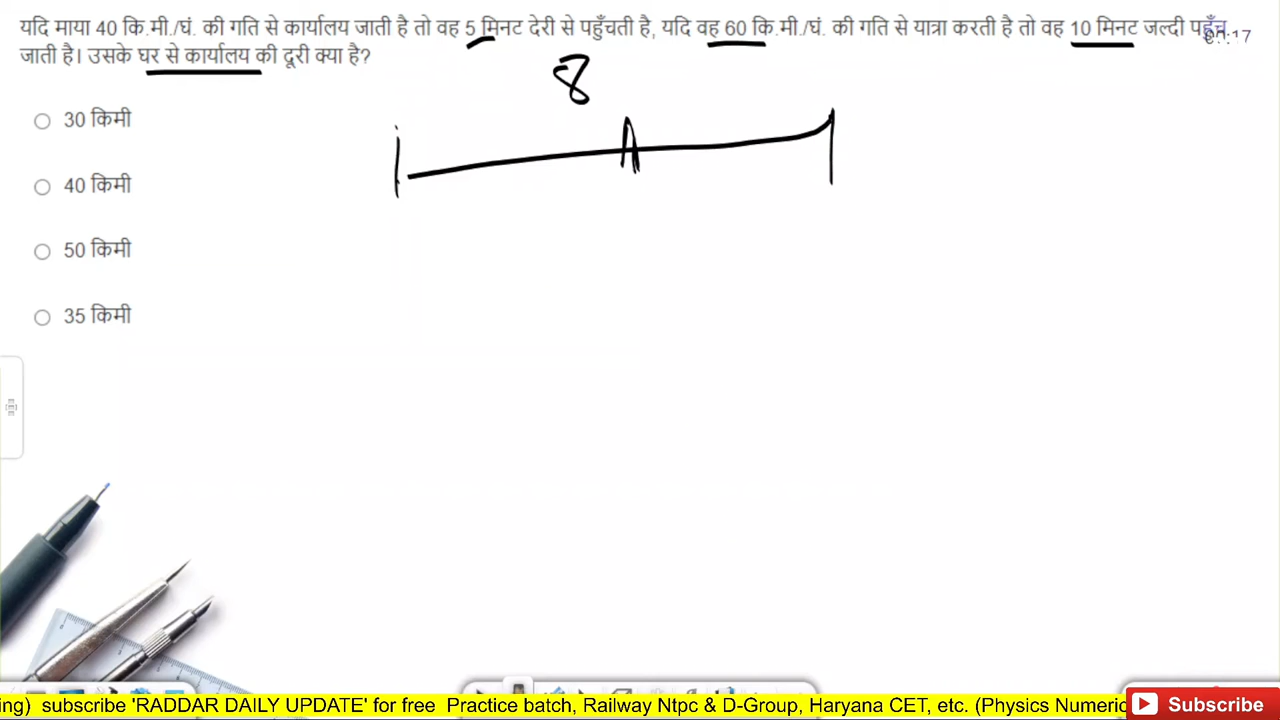 यदि माया 40 कि.मी./घं. की गति से कार्यालय जाती है तो वह 5 मिनट देरी से पहुँचती है, यदि वह 60 कि.मी./घं. की गति से यात्रा करती है तो वह 10 मिनट जल्दी पहुँच
00:17
जाती है। उसके घर से कार्यालय की दूरी क्या है?
8
A
30 किमी
40 किमी
50 किमी
35 किमी
ing) subscribe 'RADDAR DAILY UPDATE' for free Practice batch, Railway Ntpc & D-Group, Haryana CET, etc. (Physics Numeric
Subscribe